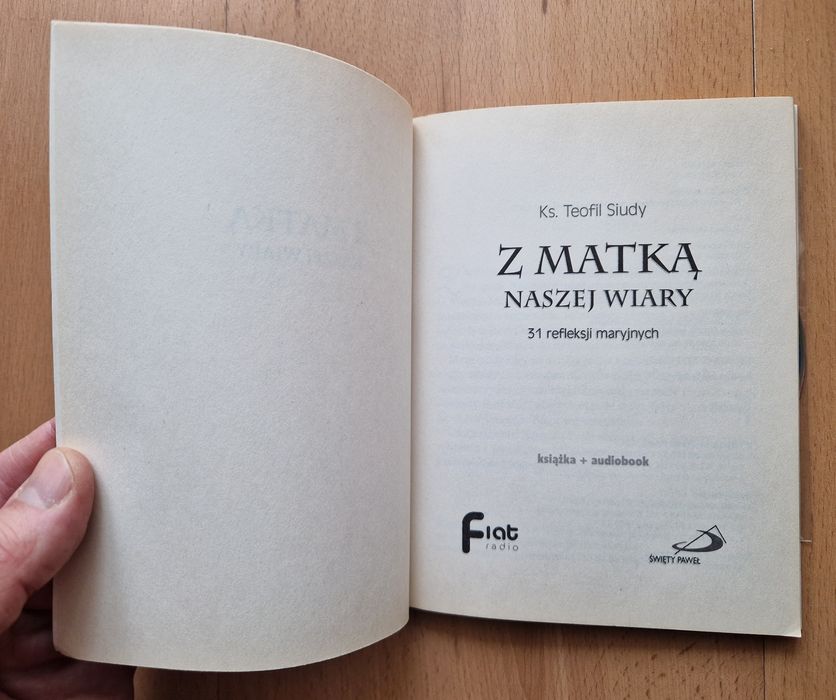 Ks. Teofil Siudy
Z MATKĄ
NASZEJ WIARY
31 refleksji maryjnych
książka + audiobook
Fiat
radio
ŚWIĘTY PAWEŁ